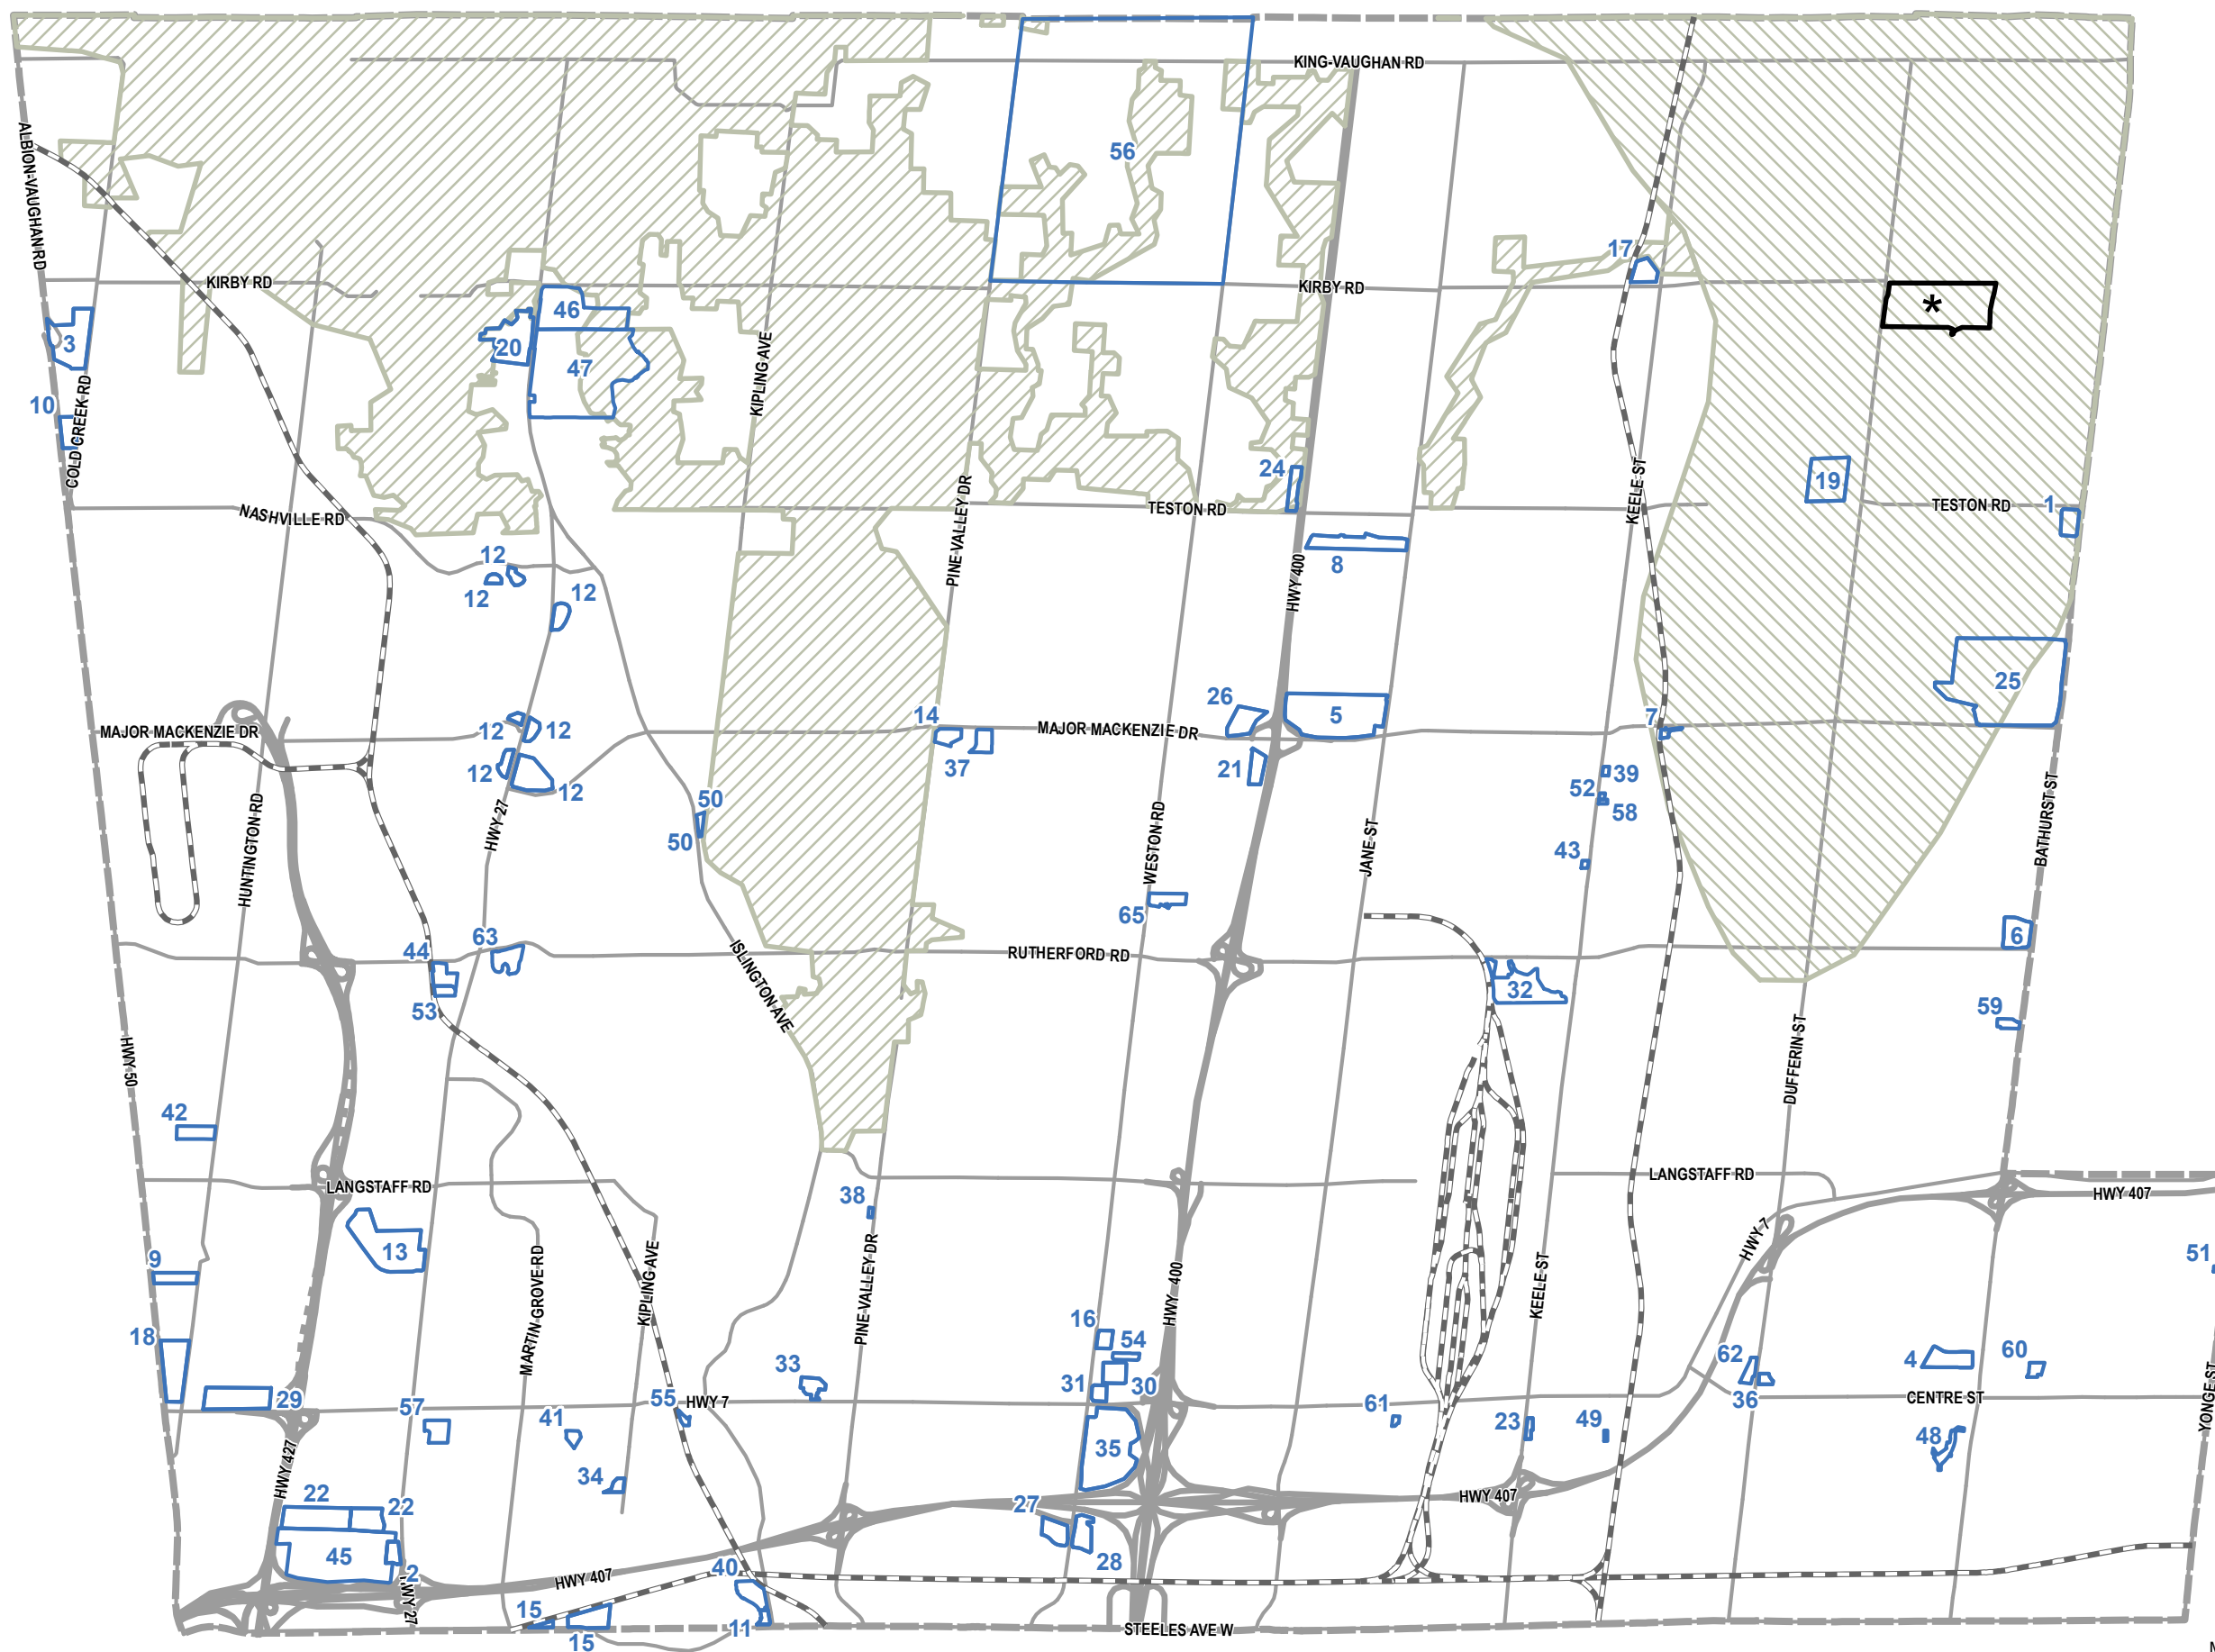 KING-VAUGHAN RD
56
ALBION-VAUGHAN RD
17
KIRBY RD
KIRBY RD
*
46
3
20
47
KIPLING AVE
10
COLD CREEK RD
24
19
KEELE ST
PINE VALLEY DR
1
TESTON RD
TESTON RD
NASHVILLE RD
12
8
HWY 400
12
12
25
26
14
5
7
MAJOR MACKENZIE DR
12
12
MAJOR MACKENZIE DR
37
21
12
39
12
52
58
50
50
HWY 27
HUNTINGTON RD
WESTON RD
JANE ST
BATHURST ST
43
65
63
6
44
RUTHERFORD RD
ISLINGTON AVE
32
53
59
HWY 50
DUFFERIN ST
42
LANGSTAFF RD
LANGSTAFF RD
38
HWY 407
HWY 7
13
9
51
MARTIN GROVE RD
KIPLING AVE
PINE VALLEY DR
HWY 400
KEELE ST
18
16
54
62
4
60
33
31
30
29
57
55
HWY 7
36
CENTRE ST
YONGE ST
41
61
23
49
48
35
34
HWY 427
22
22
27
HWY 407
45
28
2
40
HWY 407
HWY 27
15
11
STEELES AVE W
15